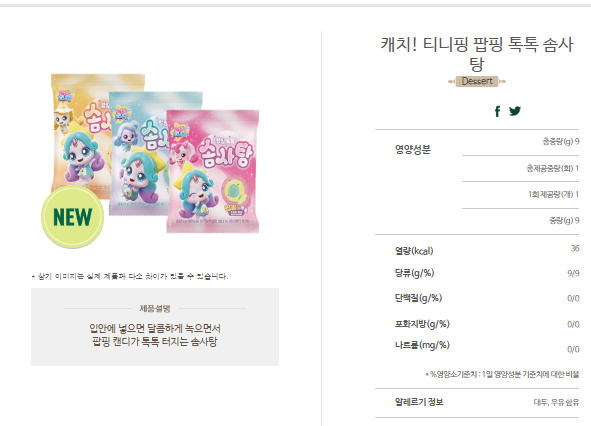 솜사탕
솜사탕
솜사탕
NEW
* 상기 이미지는 실제 제품과 다소 차이가 있을 수 있습니다.
제품설명
입안에 넣으면 달콤하게 녹으면서
팝핑 캔디가 톡톡 터지는 솜사탕
캐치! 티니핑 팝핑 톡톡 솜사
탕
Dessert
영양성분
총중량(g) 9
총제공중량(회) 1
1회 제공량(개) 1
중량(g) 9
열량(kcal) 36
당류(g/%) 9/9
단백질(g/%) 0/0
포화지방(g/%) 0/0
나트륨(mg/%) 0/0
* %영양소기준치 : 1일 영양성분 기준치에 대한 비율
알레르기 정보 대두, 우유 함유